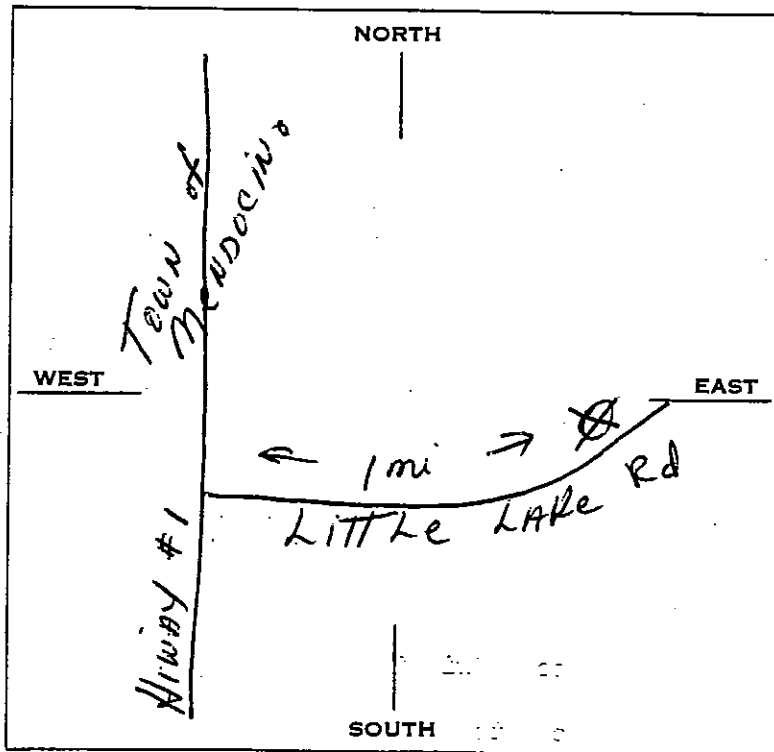 NORTH
TOWN of
MeNDOCINo
WEST
EAST
1 mi
LITTLe LAKe Rd
HiWAY # 1
SOUTH